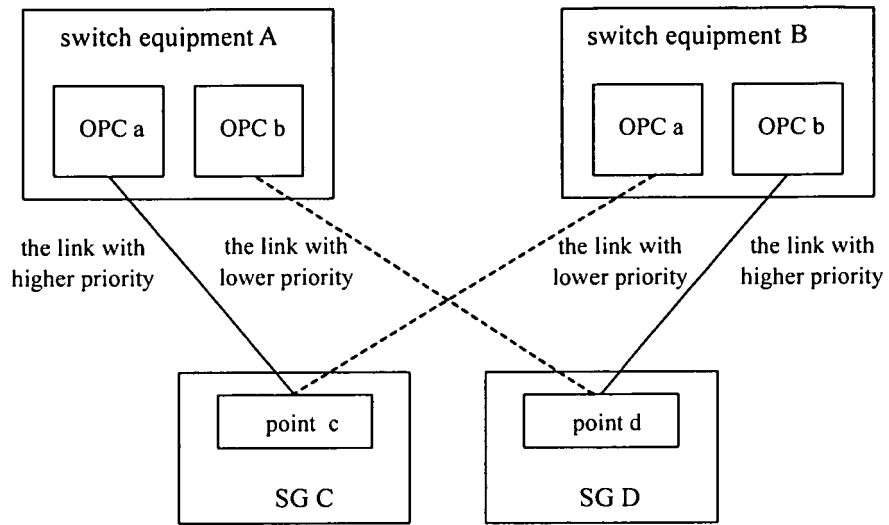 switch equipment A
switch equipment B
OPC a
OPC b
OPC a
OPC b
the link with
higher priority
the link with
lower priority
the link with
lower priority
the link with
higher priority
point c
point d
SG C
SG D